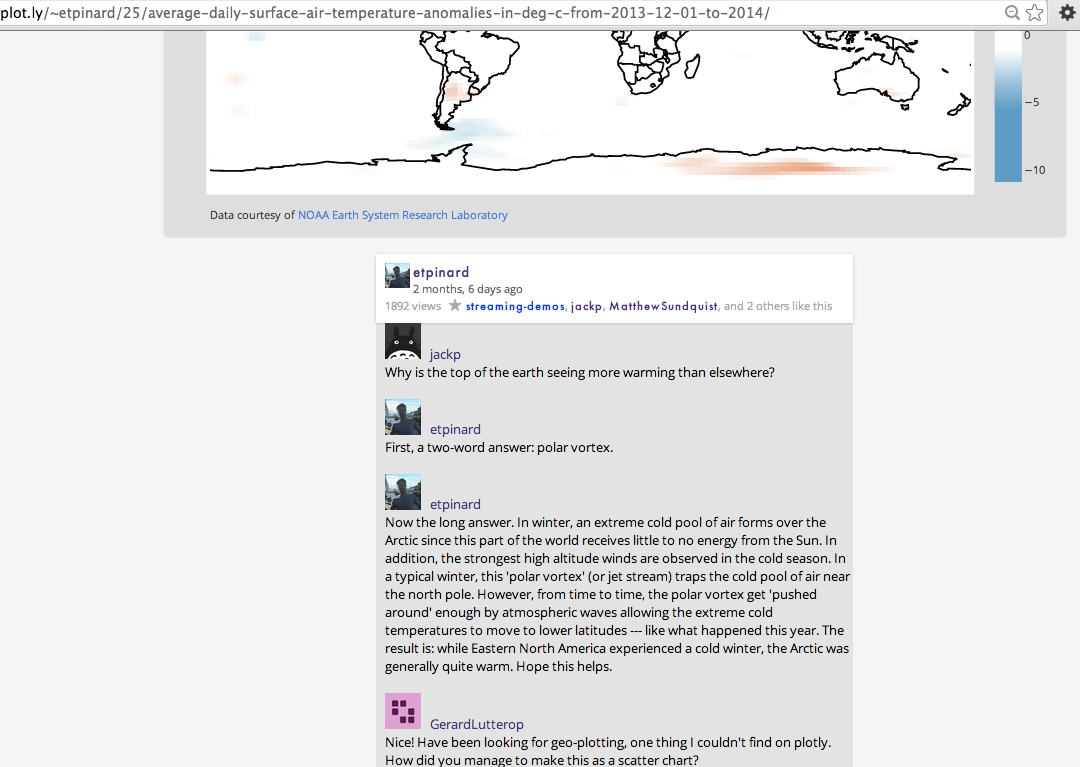 plot.ly/~etpinard/25/average-daily-surface-air-temperature-anomalies-in-deg-c-from-2013-12-01-to-2014/
0
−5
−10
Data courtesy of NOAA Earth System Research Laboratory
etpinard
2 months, 6 days ago
1892 views streaming-demos, jackp, MatthewSundquist, and 2 others like this
jackp
Why is the top of the earth seeing more warming than elsewhere?
etpinard
First, a two-word answer: polar vortex.
etpinard
Now the long answer. In winter, an extreme cold pool of air forms over the
Arctic since this part of the world receives little to no energy from the Sun. In
addition, the strongest high altitude winds are observed in the cold season. In
a typical winter, this 'polar vortex' (or jet stream) traps the cold pool of air near
the north pole. However, from time to time, the polar vortex get 'pushed
around' enough by atmospheric waves allowing the extreme cold
temperatures to move to lower latitudes --- like what happened this year. The
result is: while Eastern North America experienced a cold winter, the Arctic was
generally quite warm. Hope this helps.
GerardLutterop
Nice! Have been looking for geo-plotting, one thing I couldn't find on plotly.
How did you manage to make this as a scatter chart?